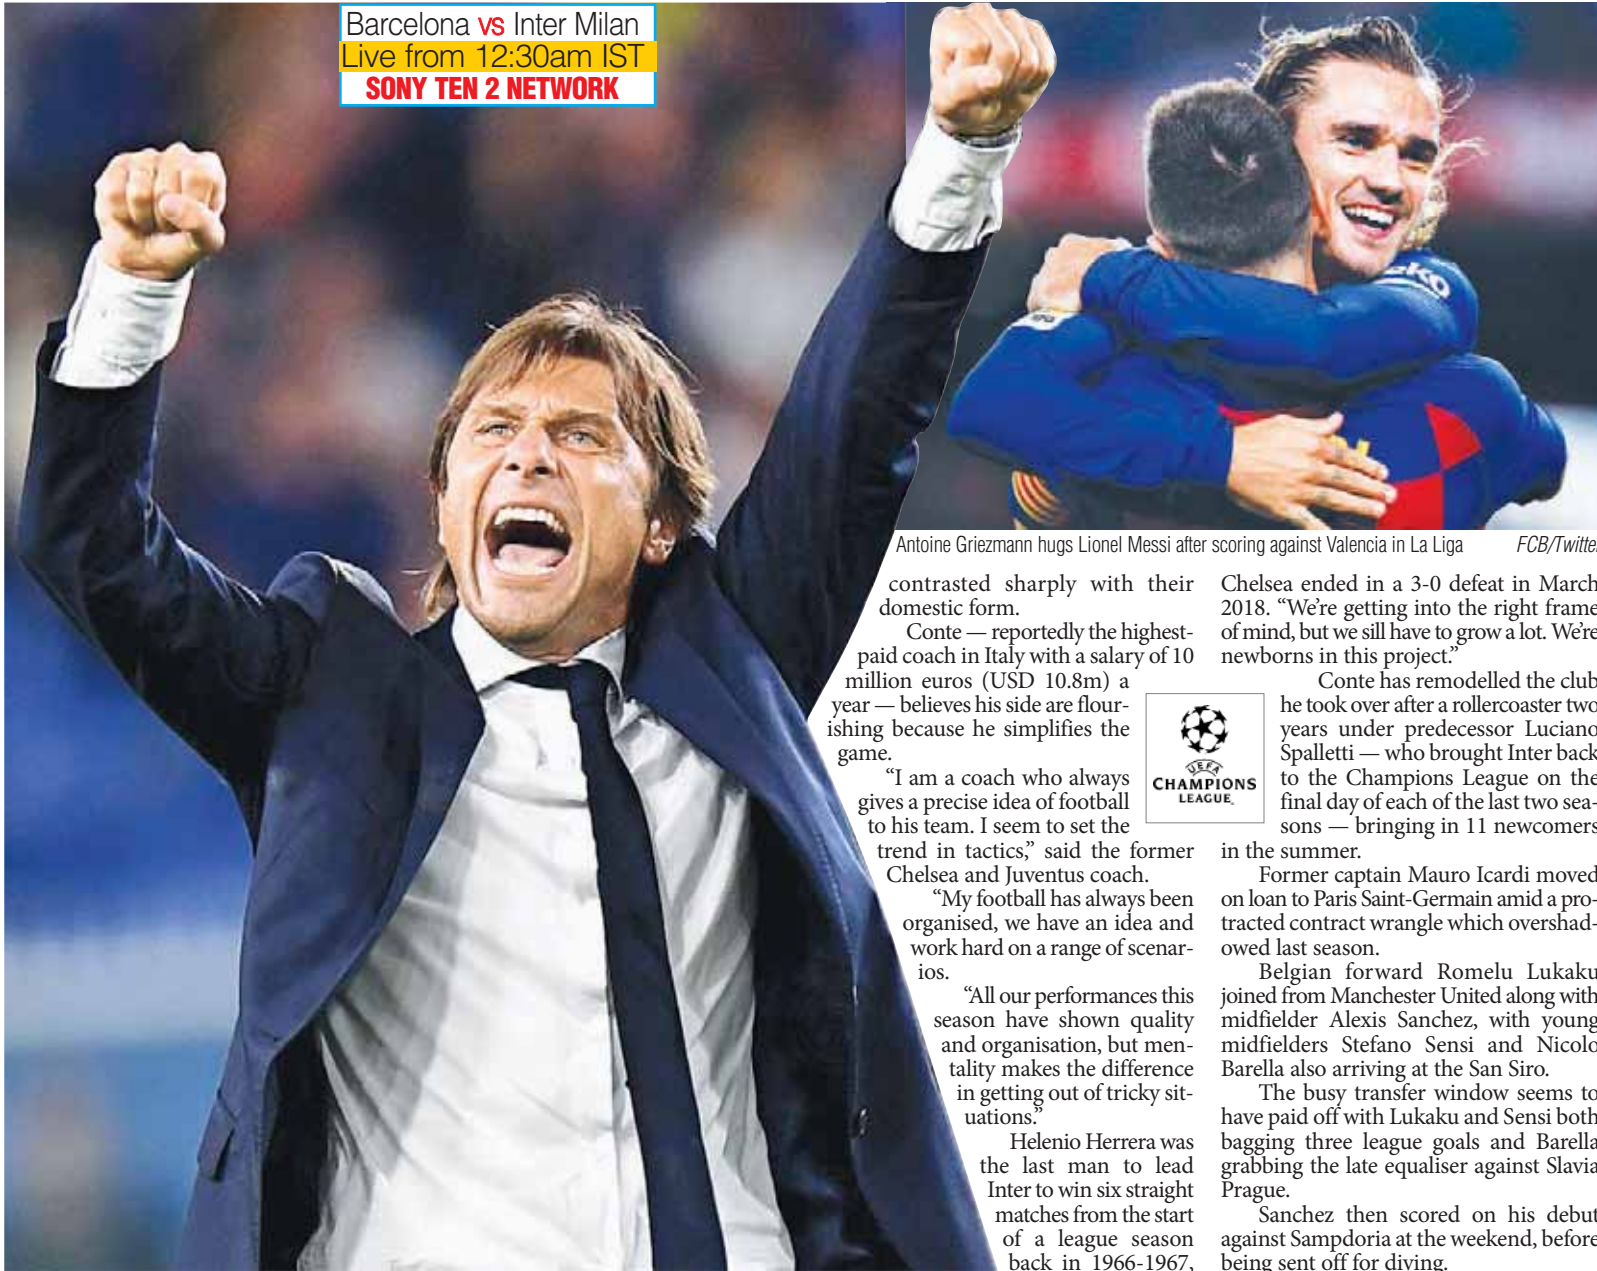 Barcelona vs Inter Milan
Live from 12:30am IST
SONY TEN 2 NETWORK
eko
Antoine Griezmann hugs Lionel Messi after scoring against Valencia in La Liga
FCB/Twitter
contrasted sharply with their
domestic form.
Conte — reportedly the highest-
paid coach in Italy with a salary of 10
million euros (USD 10.8m) a
year — believes his side are flour-
ishing because he simplifies the
game.
“I am a coach who always
gives a precise idea of football
to his team. I seem to set the
trend in tactics,” said the former
Chelsea and Juventus coach.
“My football has always been
organised, we have an idea and
work hard on a range of scenar-
ios.
“All our performances this
season have shown quality
and organisation, but men-
tality makes the difference
in getting out of tricky sit-
uations.”
Helenio Herrera was
the last man to lead
Inter to win six straight
matches from the start
of a league season
back in 1966-1967,
UEFA
CHAMPIONS
LEAGUE
Chelsea ended in a 3-0 defeat in March
2018. “We’re getting into the right frame
of mind, but we sill have to grow a lot. We’re
newborns in this project.”
Conte has remodelled the club
he took over after a rollercoaster two
years under predecessor Luciano
Spalletti — who brought Inter back
to the Champions League on the
final day of each of the last two sea-
sons — bringing in 11 newcomers
in the summer.
Former captain Mauro Icardi moved
on loan to Paris Saint-Germain amid a pro-
tracted contract wrangle which overshad-
owed last season.
Belgian forward Romelu Lukaku
joined from Manchester United along with
midfielder Alexis Sanchez, with young
midfielders Stefano Sensi and Nicolo
Barella also arriving at the San Siro.
The busy transfer window seems to
have paid off with Lukaku and Sensi both
bagging three league goals and Barella
grabbing the late equaliser against Slavia
Prague.
Sanchez then scored on his debut
against Sampdoria at the weekend, before
being sent off for diving.